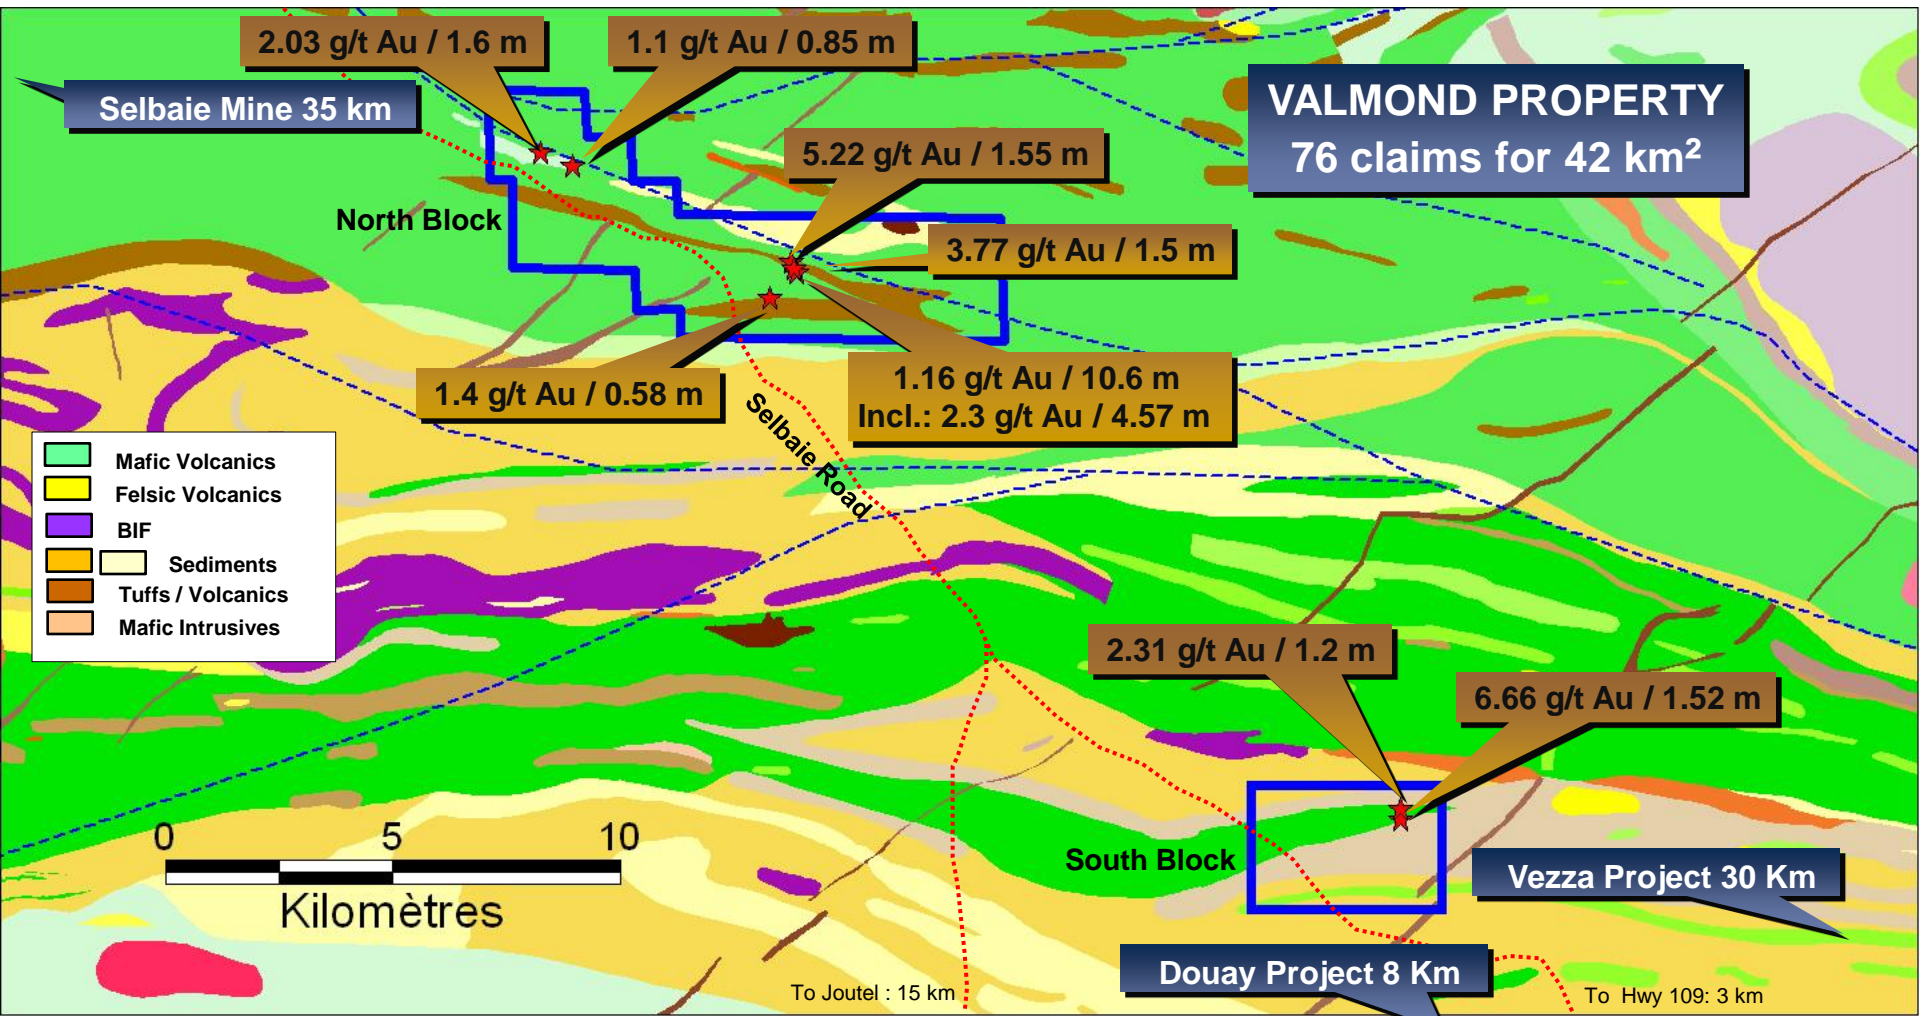 2.03 g/t Au / 1.6 m
1.1 g/t Au / 0.85 m
VALMOND PROPERTY
76 claims for 42 km²
Selbaie Mine 35 km
5.22 g/t Au / 1.55 m
North Block
3.77 g/t Au / 1.5 m
1.4 g/t Au / 0.58 m
1.16 g/t Au / 10.6 m
Incl.: 2.3 g/t Au / 4.57 m
Selbaie Road
Mafic Volcanics
Felsic Volcanics
BIF
Sediments
Tuffs / Volcanics
Mafic Intrusives
2.31 g/t Au / 1.2 m
6.66 g/t Au / 1.52 m
0 5 10
Kilomètres
South Block
Vezza Project 30 Km
Douay Project 8 Km
To Joutel : 15 km
To Hwy 109: 3 km